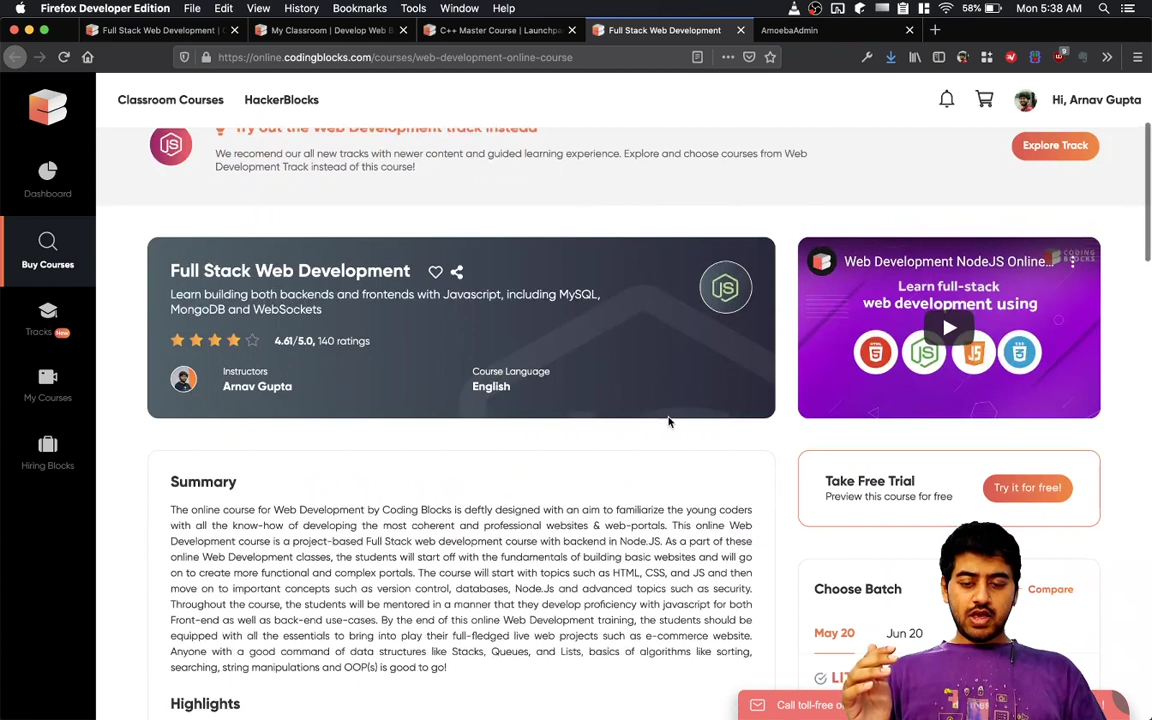 Firefox Developer Edition File Edit View History Bookmarks Tools Window Help 58% Mon 5:38 AM
Full Stack Web Development | C
My Classroom | Develop Web B
C++ Master Course | Launchpa
Full Stack Web Development
AmoebaAdmin
https://online.codingblocks.com/courses/web-development-online-course
9
Classroom Courses HackerBlocks Hi, Arnav Gupta
Try out the Web Development track instead
We recomend our all new tracks with newer content and guided learning experience. Explore and choose courses from Web
Development Track instead of this course!
Explore Track
Dashboard
Buy Courses
Tracks New
My Courses
Hiring Blocks
Full Stack Web Development
Learn building both backends and frontends with Javascript, including MySQL,
MongoDB and WebSockets
4.61/5.0, 140 ratings
Instructors
Arnav Gupta
Course Language
English
Web Development NodeJS Online...
CODING BLOCKS
Learn full-stack
web development using
Summary
The online course for Web Development by Coding Blocks is deftly designed with an aim to familiarize the young coders
with all the know-how of developing the most coherent and professional websites & web-portals. This online Web
Development course is a project-based Full Stack web development course with backend in Node.JS. As a part of these
online Web Development classes, the students will start off with the fundamentals of building basic websites and will go
on to create more functional and complex portals. The course will start with topics such as HTML, CSS, and JS and then
move on to important concepts such as version control, databases, Node.Js and advanced topics such as security.
Throughout the course, the students will be mentored in a manner that they develop proficiency with javascript for both
Front-end as well as back-end use-cases. By the end of this online Web Development training, the students should be
equipped with all the essentials to bring into play their full-fledged live web projects such as e-commerce website.
Anyone with a good command of data structures like Stacks, Queues, and Lists, basics of algorithms like sorting,
searching, string manipulations and OOP(s) is good to go!
Highlights
Take Free Trial
Preview this course for free
Try it for free!
Choose Batch
Compare
May 20 Jun 20
Call toll-free